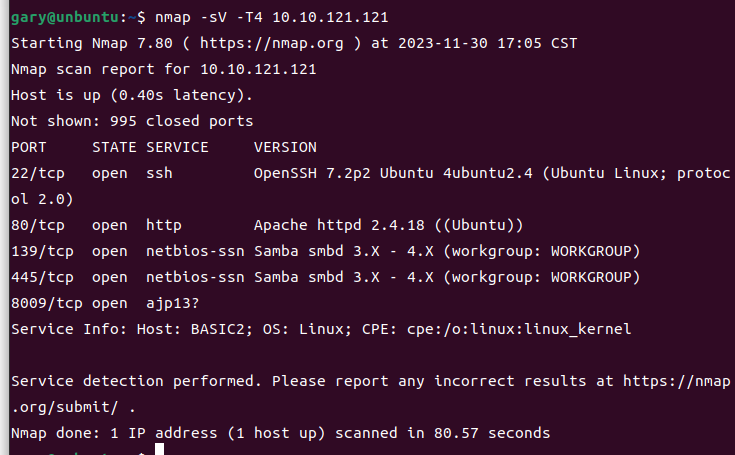 gary@unbuntu:~$ nmap -sV -T4 10.10.121.121
Starting Nmap 7.80 ( https://nmap.org ) at 2023-11-30 17:05 CST
Nmap scan report for 10.10.121.121
Host is up (0.40s latency).
Not shown: 995 closed ports
PORT     STATE SERVICE     VERSION
22/tcp   open  ssh         OpenSSH 7.2p2 Ubuntu 4ubuntu2.4 (Ubuntu Linux; protoc
ol 2.0)
80/tcp   open  http        Apache httpd 2.4.18 ((Ubuntu))
139/tcp  open  netbios-ssn Samba smbd 3.X - 4.X (workgroup: WORKGROUP)
445/tcp  open  netbios-ssn Samba smbd 3.X - 4.X (workgroup: WORKGROUP)
8009/tcp open  ajp13?
Service Info: Host: BASIC2; OS: Linux; CPE: cpe:/o:linux:linux_kernel
Service detection performed. Please report any incorrect results at https://nmap
.org/submit/ .
Nmap done: 1 IP address (1 host up) scanned in 80.57 seconds